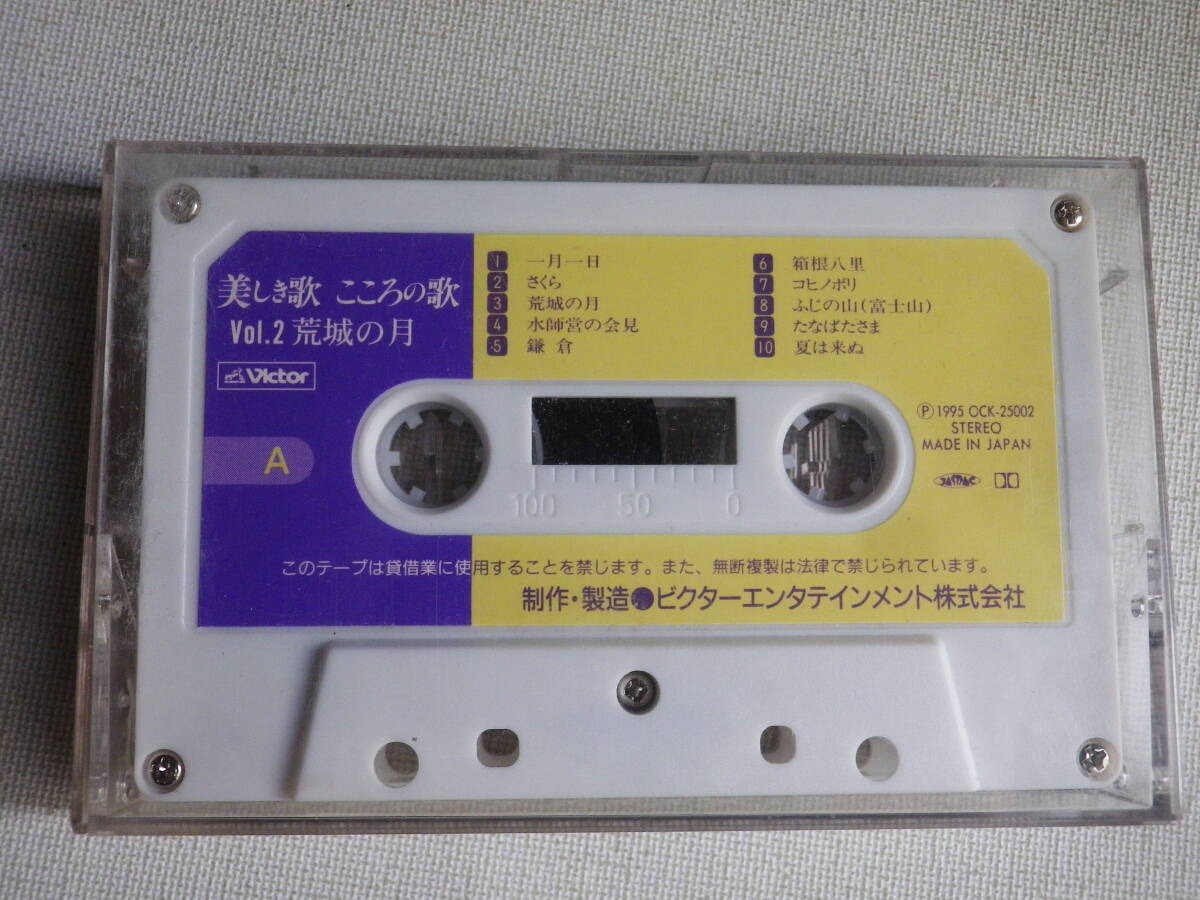 美しき歌 こころの歌
Vol.2 荒城の月
Victor
A
1 一月一日
2 さくら
3 荒城の月
4 水師営の会見
5 鎌倉
6 箱根八里
7 コヒノボリ
8 ふじの山(富士山)
9 たなばたさま
10 夏は来ぬ
Ⓟ1995 OCK-25002
STEREO
MADE IN JAPAN
JASRAC
100 50 0
このテープは賃借業に使用することを禁じます。また、無断複製は法律で禁じられています。
制作・製造●ビクターエンタテインメント株式会社